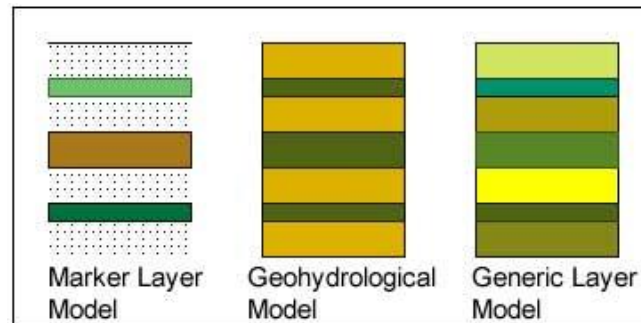 Marker Layer
Model
Geohydrological
Model
Generic Layer
Model